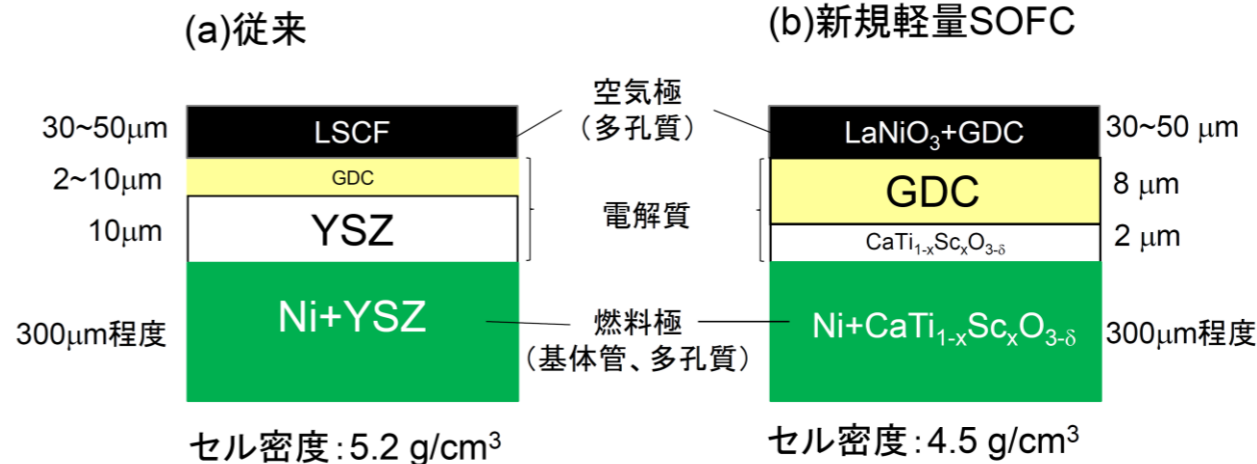 (a)従来
(b)新規軽量SOFC
30~50μm
LSCF
空気極
(多孔質)
LaNiO₃+GDC
30~50 μm
2~10μm
GDC
GDC
8 μm
10μm
YSZ
電解質
CaTi₁₋ₓScₓO₃₋δ
2 μm
300μm程度
Ni+YSZ
燃料極
(基体管、多孔質)
Ni+CaTi₁₋ₓScₓO₃₋δ
300μm程度
セル密度:5.2 g/cm³
セル密度:4.5 g/cm³